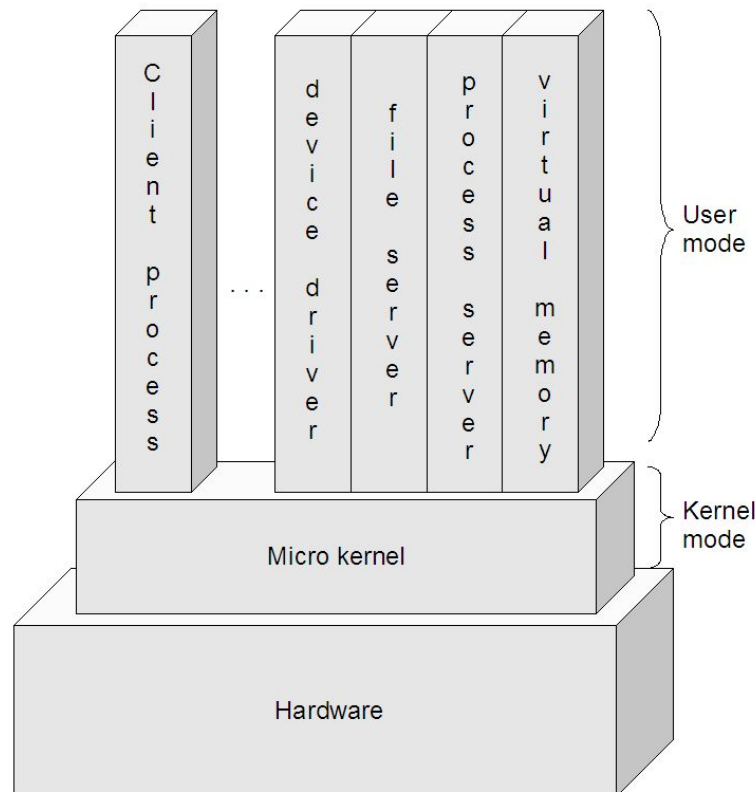 Client process
. . .
device driver
file server
process server
virtual memory
User
mode
Kernel
mode
Micro kernel
Hardware